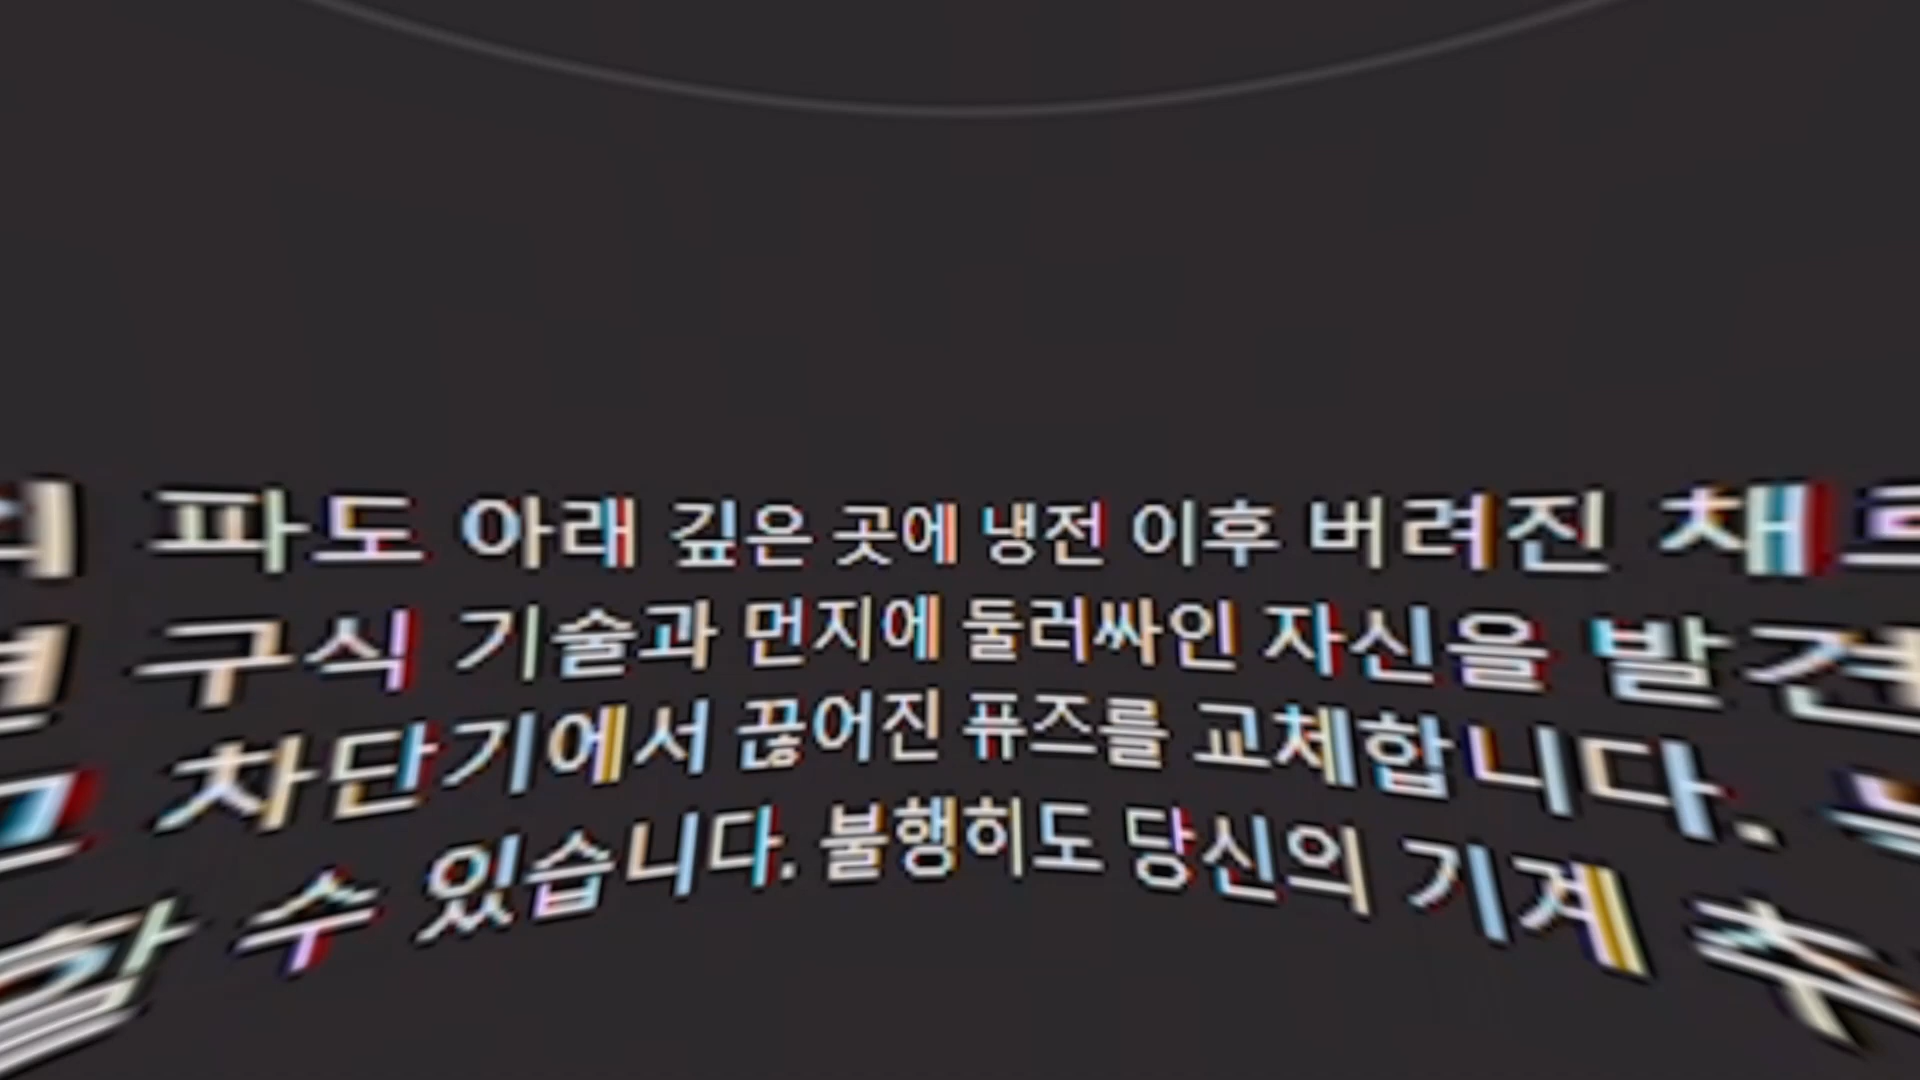 파도 아래 깊은 곳에 냉전 이후 버려진 채로
구식 기술과 먼지에 둘러싸인 자신을 발견
차단기에서 끊어진 퓨즈를 교체합니다.
할 수 있습니다. 불행히도 당신의 기계